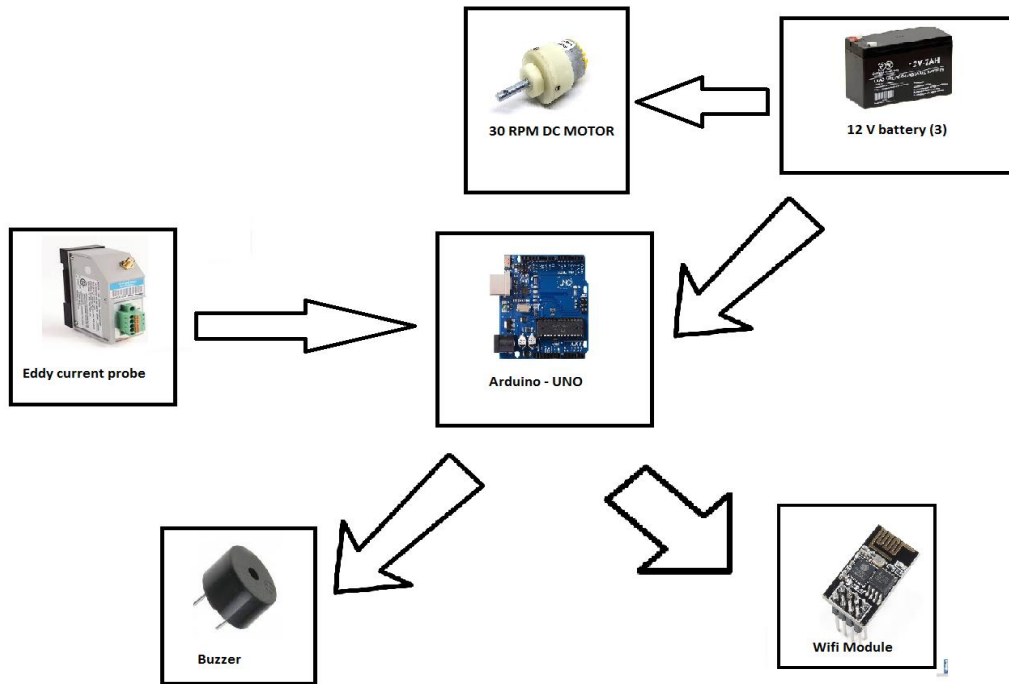 30 RPM DC MOTOR
12 V battery (3)
Eddy current probe
Arduino - UNO
Buzzer
Wifi Module